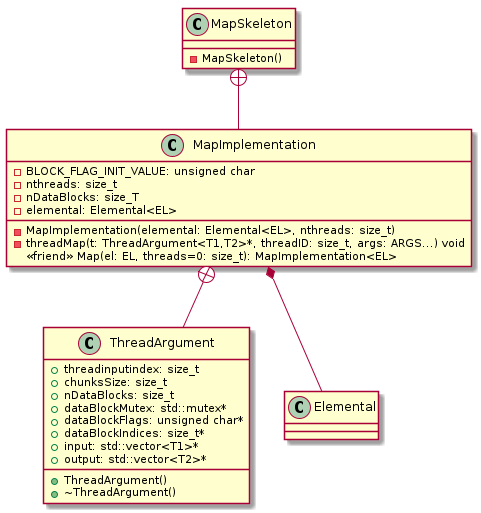 C MapSkeleton
MapSkeleton()
C MapImplementation
BLOCK_FLAG_INIT_VALUE: unsigned char
nthreads: size_t
nDataBlocks: size_T
elemental: Elemental<EL>
MapImplementation(elemental: Elemental<EL>, nthreads: size_t)
threadMap(t: ThreadArgument<T1,T2>*, threadID: size_t, args: ARGS...) void
«friend» Map(el: EL, threads=0: size_t): MapImplementation<EL>
C ThreadArgument
threadinputindex: size_t
chunksSize: size_t
nDataBlocks: size_t
dataBlockMutex: std::mutex*
dataBlockFlags: unsigned char*
dataBlockIndices: size_t*
input: std::vector<T1>*
output: std::vector<T2>*
ThreadArgument()
~ThreadArgument()
C Elemental